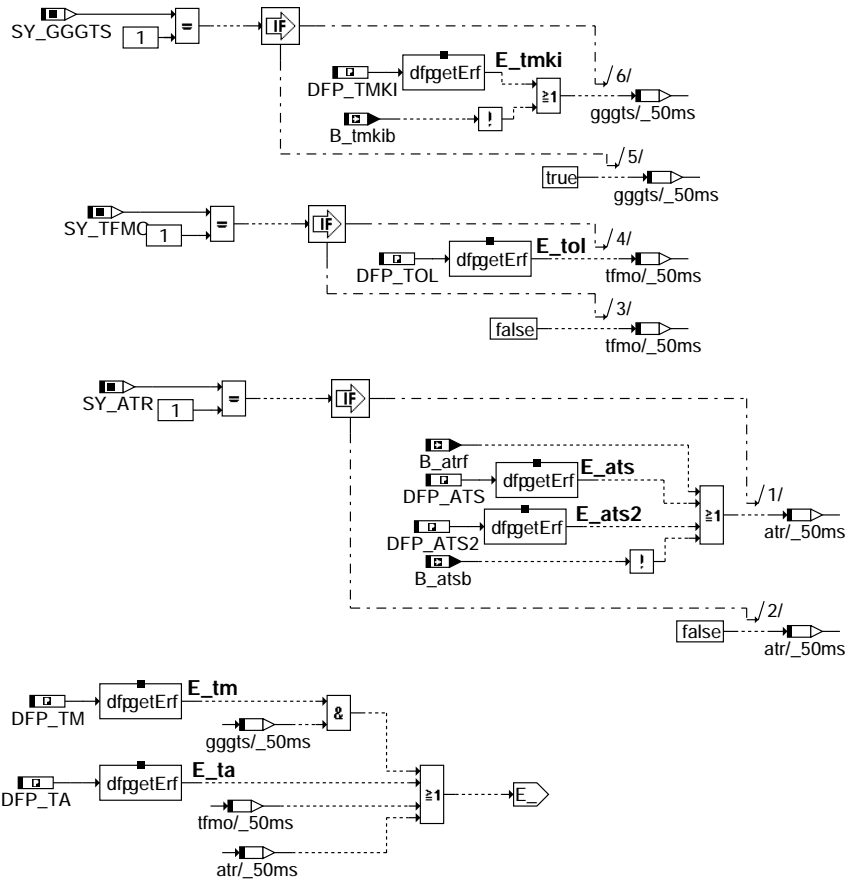 SY_GGGTS
1
=
IF
E_tmki
DFP_TMKI
dfpgetErf
B_tmkib
!
≥1
6/
gggts/_50ms
5/
true
gggts/_50ms
SY_TFMO
1
=
IF
E_tol
DFP_TOL
dfpgetErf
4/
tfmo/_50ms
3/
false
tfmo/_50ms
SY_ATR
1
=
IF
B_atrf
E_ats
DFP_ATS
dfpgetErf
E_ats2
DFP_ATS2
dfpgetErf
B_atsb
!
≥1
1/
atr/_50ms
2/
false
atr/_50ms
E_tm
DFP_TM
dfpgetErf
gggts/_50ms
&
E_ta
DFP_TA
dfpgetErf
tfmo/_50ms
atr/_50ms
≥1
E_